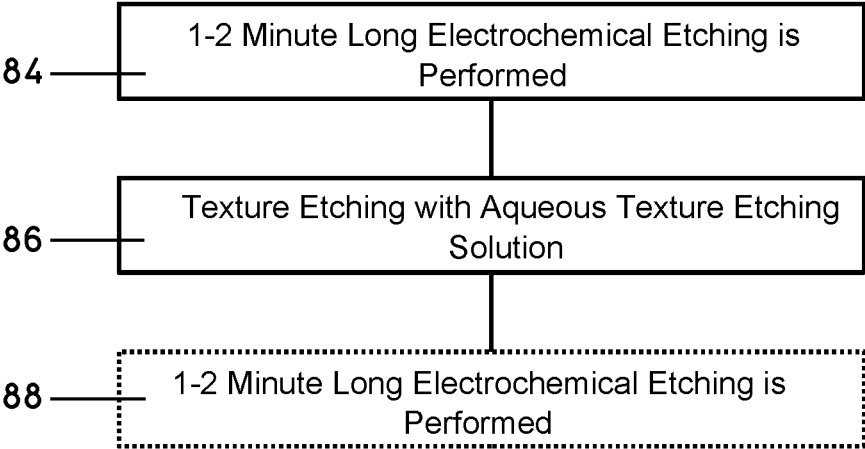 1-2 Minute Long Electrochemical Etching is
Performed
84
Texture Etching with Aqueous Texture Etching
Solution
86
1-2 Minute Long Electrochemical Etching is
Performed
88